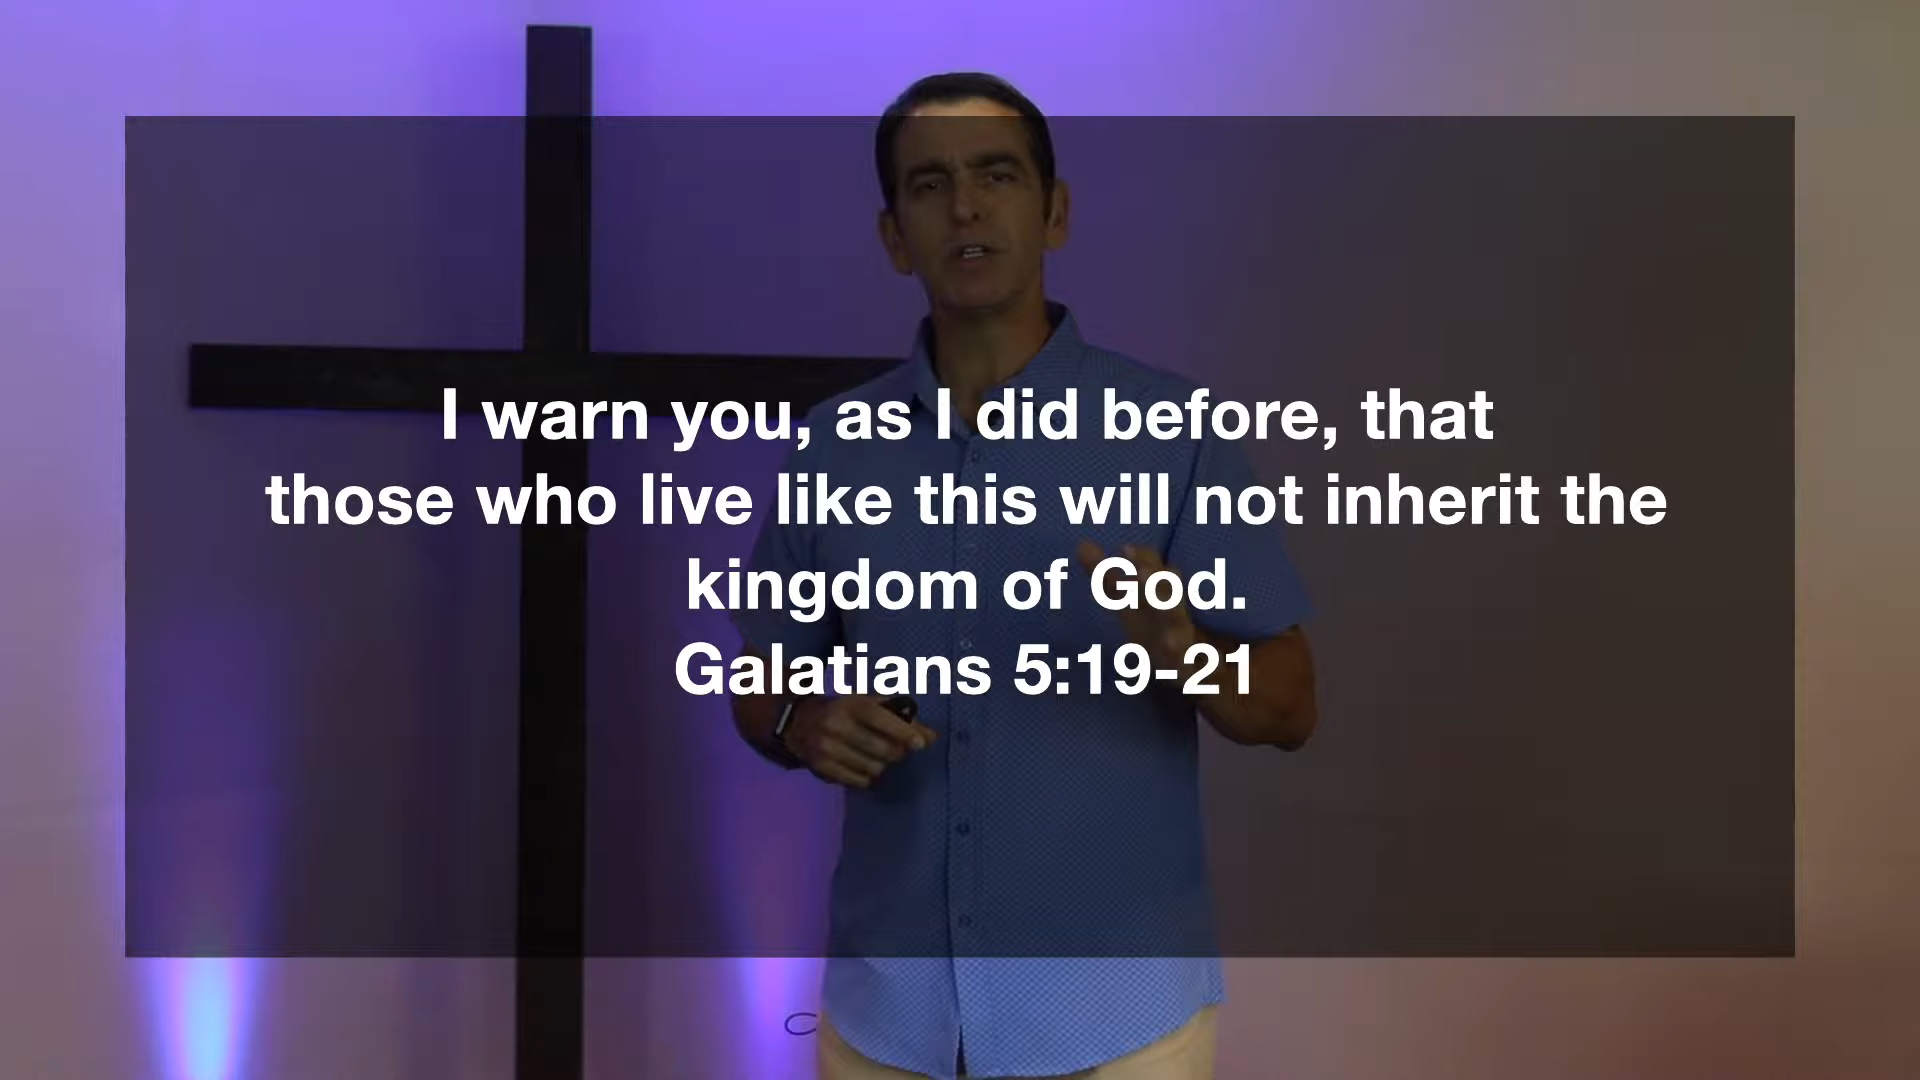 I warn you, as I did before, that
those who live like this will not inherit the
kingdom of God.
Galatians 5:19-21